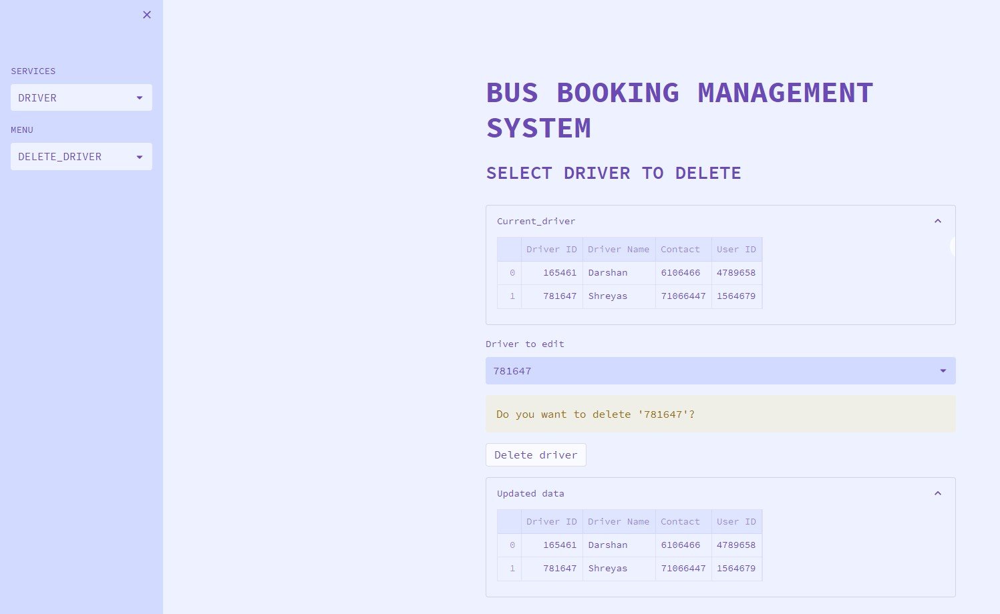 SERVICES
DRIVER
MENU
DELETE_DRIVER
BUS BOOKING MANAGEMENT
SYSTEM
SELECT DRIVER TO DELETE
Current_driver
Driver ID Driver Name Contact User ID
0 165461 Darshan 6106466 4789658
1 781647 Shreyas 71066447 1564679
Driver to edit
781647
Do you want to delete '781647'?
Delete driver
Updated data
Driver ID Driver Name Contact User ID
0 165461 Darshan 6106466 4789658
1 781647 Shreyas 71066447 1564679